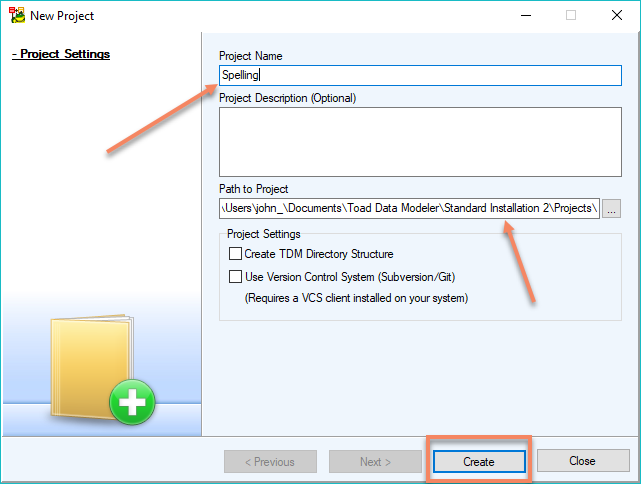 New Project
- Project Settings
Project Name
Spelling
Project Description (Optional)
Path to Project
\Users\john_\Documents\Toad Data Modeler\Standard Installation 2\Projects\
...
Project Settings
Create TDM Directory Structure
Use Version Control System (Subversion/Git)
(Requires a VCS client installed on your system)
< Previous
Next >
Create
Close